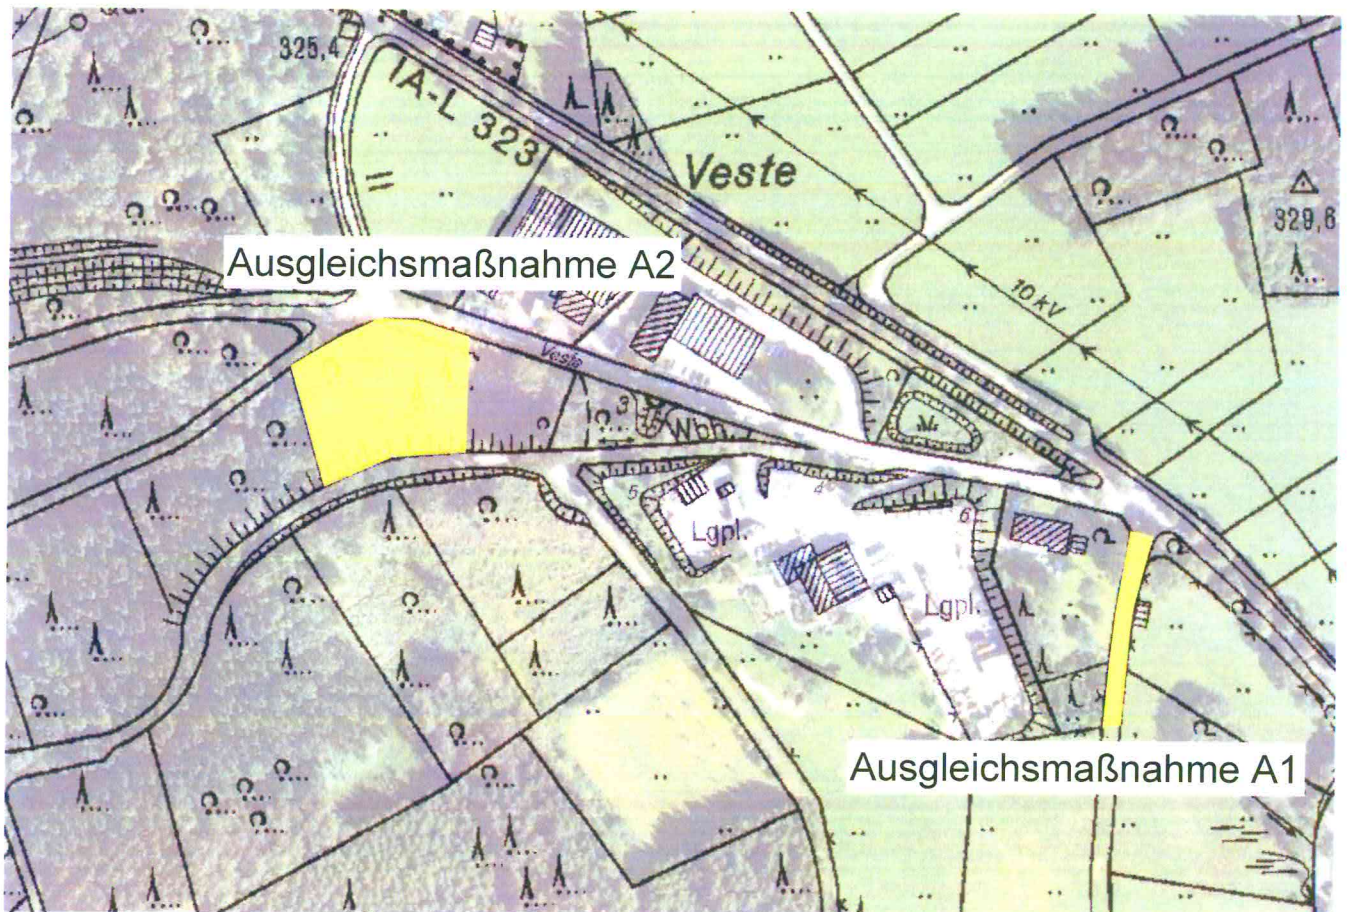 325,4
IA-L 323
Veste
329,6
Ausgleichsmaßnahme A2
10 kV
Veste
3
Wbh.
5
4
6
Lgpl.
Lgpl.
Ausgleichsmaßnahme A1